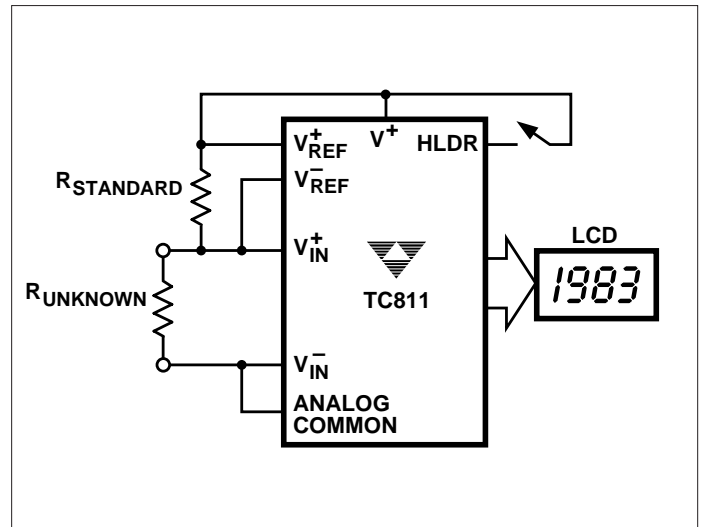 V+REF
V+
HLDR
RSTANDARD
V−REF
V+IN
LCD
1983
RUNKNOWN
TC811
V−IN
ANALOG
COMMON